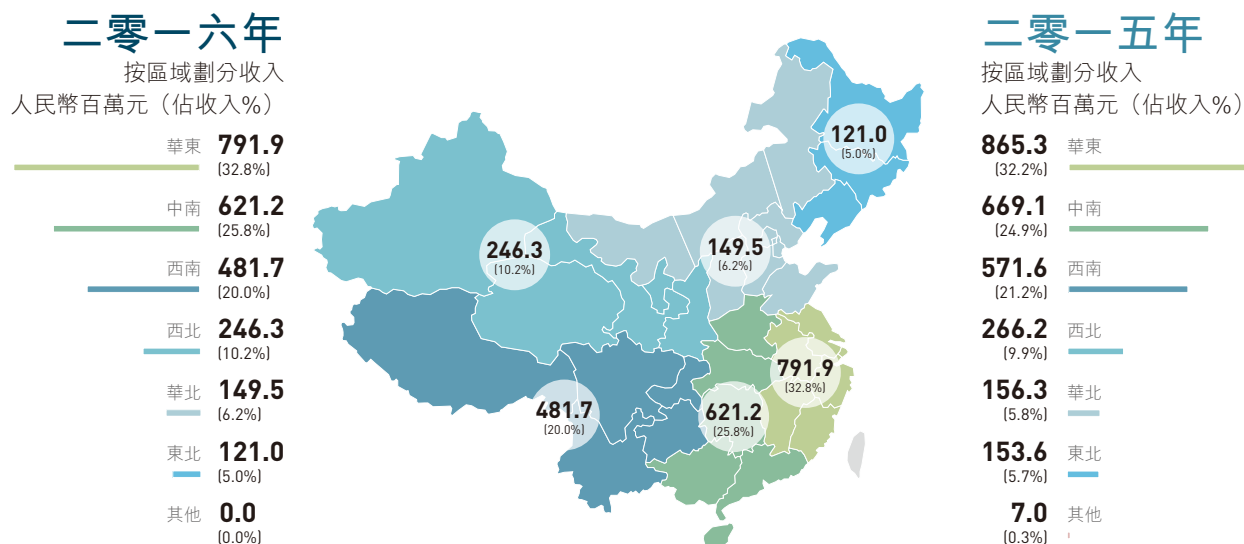 二零一六年
按區域劃分收入
人民幣百萬元（佔收入%）
華東 791.9
(32.8%)
中南 621.2
(25.8%)
西南 481.7
(20.0%)
西北 246.3
(10.2%)
華北 149.5
(6.2%)
東北 121.0
(5.0%)
其他 0.0
(0.0%)
121.0
(5.0%)
149.5
(6.2%)
246.3
(10.2%)
791.9
(32.8%)
481.7
(20.0%)
621.2
(25.8%)
二零一五年
按區域劃分收入
人民幣百萬元（佔收入%）
865.3 華東
(32.2%)
669.1 中南
(24.9%)
571.6 西南
(21.2%)
266.2 西北
(9.9%)
156.3 華北
(5.8%)
153.6 東北
(5.7%)
7.0 其他
(0.3%)